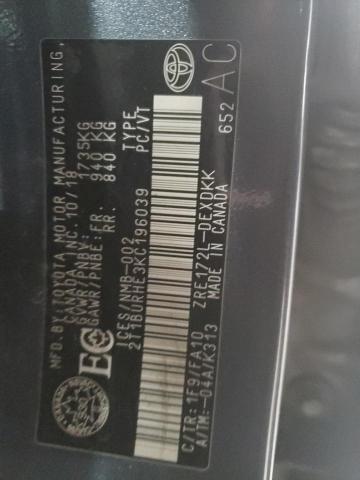 MFD.BY:TOYOTA MOTOR MANUFACTURING,
CANADA INC. 10/18
GVWR/PNBV: 1735KG
GAWR/PNBE:FR: 940 KG
RR: 840 KG
ICES/NMB-002 TYPE
2T1BURHE3KC196039 PC/VT
C/TR: 1F9/FA10 ZRE172L-DEXDKK
A/TM:-04A/K313 MADE IN CANADA
652 AC